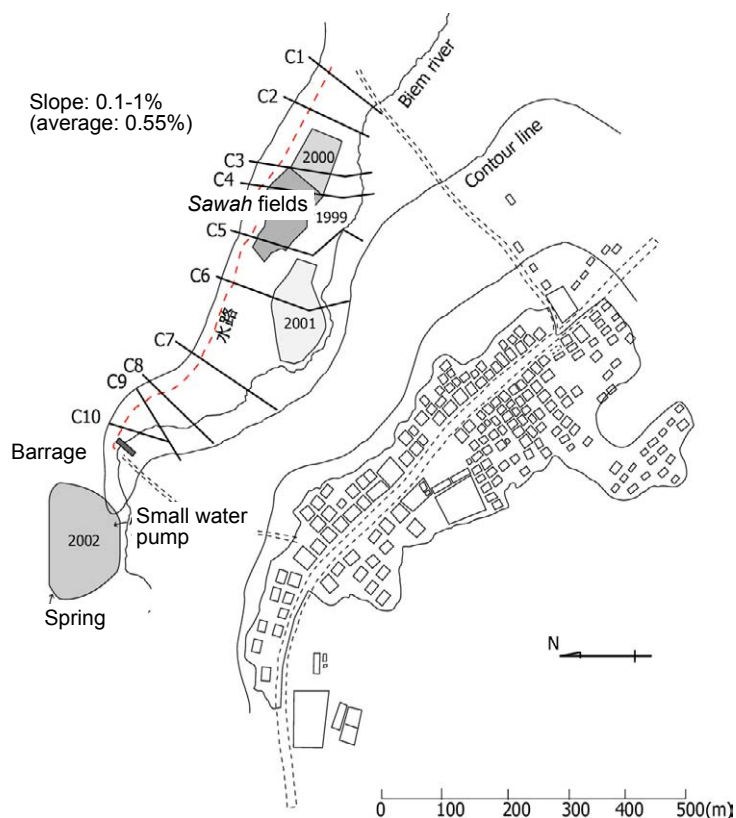 C1
Biem river
C2
Slope: 0.1-1%
(average: 0.55%)
Contour line
2000
C3
C4
Sawah fields
1999
C5
C6
2001
水路
C7
C8
C9
C10
Barrage
Small water
pump
2002
Spring
N
0 100 200 300 400 500(m)